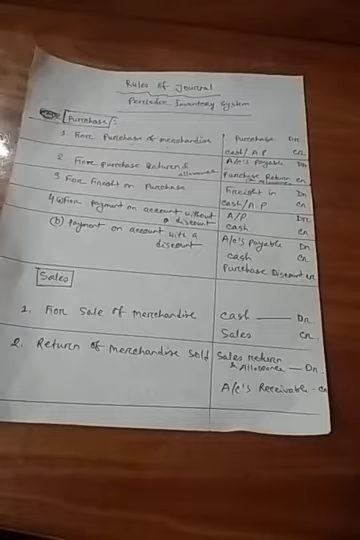 Rules of Journal
Periodic Inventory System
Purchase:
1. For Purchase of merchandise Purchase Dr.
Cash/A.P Cr
2 For purchase Return & allowance A/c's Payable Dr
Purchase Return & allowance cr
3 For Freight on Purchase Freight in Dr
Cash/A.P Cr
4 (a) For payment on account without a discount A/P Dr
Cash Cr
(b) Payment on account with a discount A/c's Payable Dr
Cash Cr
Purchase Discount cr
Sales
1. For Sale of merchandise Cash — Dr
Sales Cr.
2. Return of merchandise Sold Sales return & Allowance — Dr.
A/c's Receivable - Cr